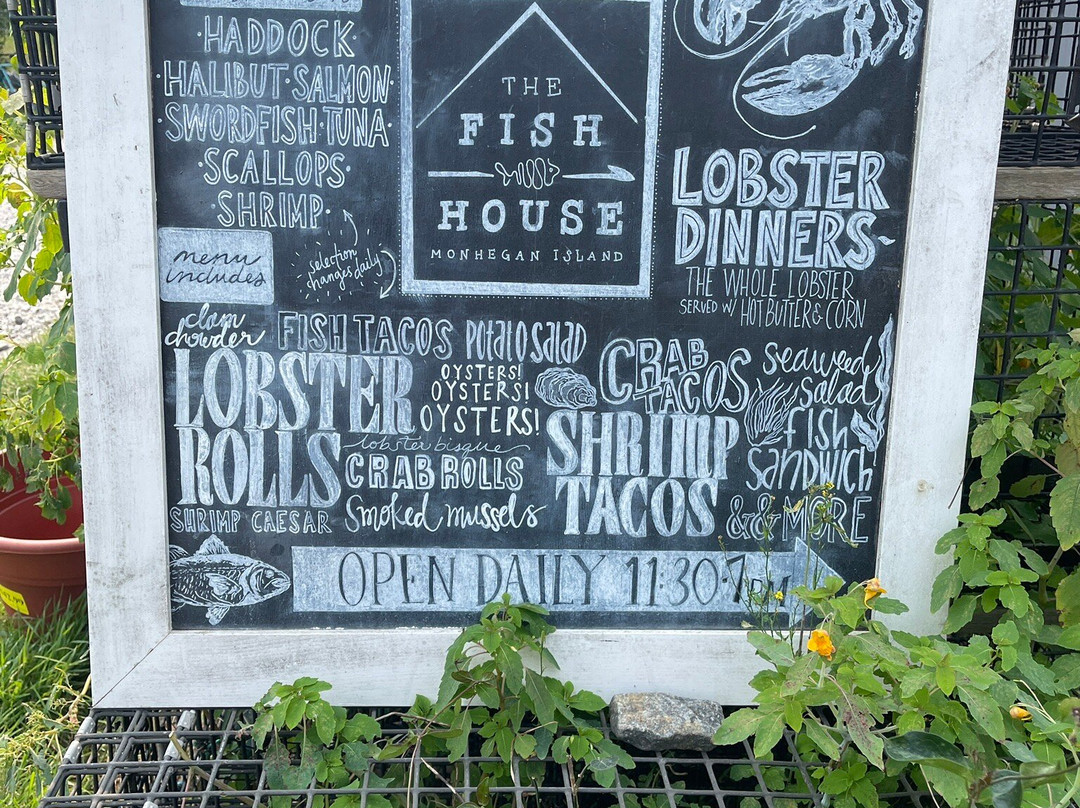 ·HADDOCK·
·HALIBUT·SALMON·
·SWORDFISH·TUNA·
·SCALLOPS·
·SHRIMP·
selection
changes daily
menu
includes
THE
FISH
HOUSE
MONHEGAN ISLAND
LOBSTER
DINNERS
THE WHOLE LOBSTER
SERVED W/ HOT BUTTER & CORN
clam
chowder
FISH TACOS
potato salad
LOBSTER
ROLLS
OYSTERS!
OYSTERS!
OYSTERS!
lobster bisque
CRAB ROLLS
Smoked mussels
SHRIMP CAESAR
CRAB
TACOS
SHRIMP
TACOS
seaweed
salad
fish
sandwich
&&MORE
OPEN DAILY 11:30-7PM